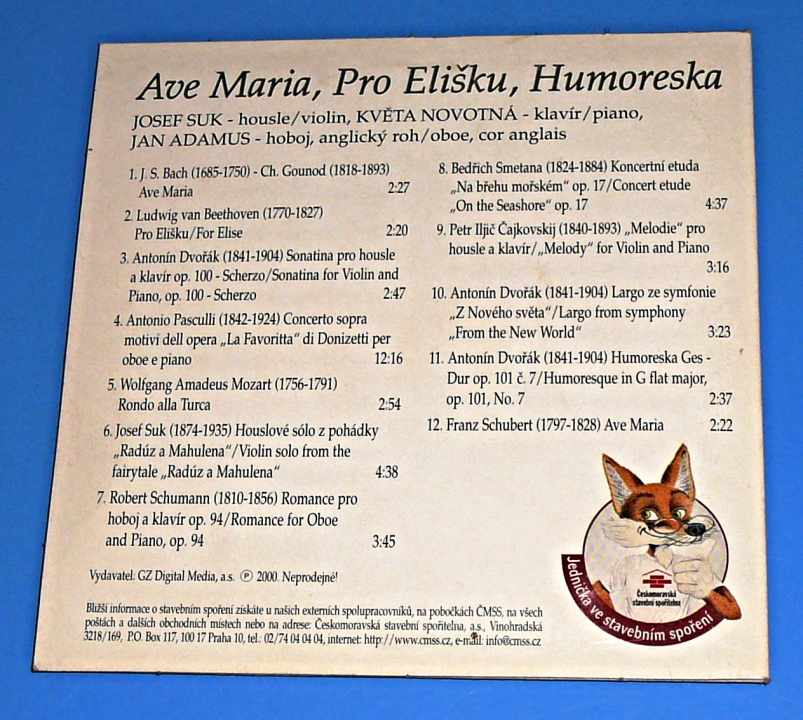 Ave Maria, Pro Elišku, Humoreska
JOSEF SUK - housle/violin, KVĚTA NOVOTNÁ - klavír/piano,
JAN ADAMUS - hoboj, anglický roh/oboe, cor anglais
1. J. S. Bach (1685-1750) - Ch. Gounod (1818-1893)
Ave Maria 2:27
2. Ludwig van Beethoven (1770-1827)
Pro Elišku/For Elise 2:20
3. Antonín Dvořák (1841-1904) Sonatina pro housle
a klavír op. 100 - Scherzo/Sonatina for Violin and
Piano, op. 100 - Scherzo 2:47
4. Antonio Pasculli (1842-1924) Concerto sopra
motivi dell opera „La Favoritta“ di Donizetti per
oboe e piano 12:16
5. Wolfgang Amadeus Mozart (1756-1791)
Rondo alla Turca 2:54
6. Josef Suk (1874-1935) Houslové sólo z pohádky
„Radúz a Mahulena“/Violin solo from the
fairytale „Radúz a Mahulena“ 4:38
7. Robert Schumann (1810-1856) Romance pro
hoboj a klavír op. 94/Romance for Oboe
and Piano, op. 94 3:45
8. Bedřich Smetana (1824-1884) Koncertní etuda
„Na břehu mořském“ op. 17/Concert etude
„On the Seashore“ op. 17 4:37
9. Petr Iljič Čajkovskij (1840-1893) „Melodie“ pro
housle a klavír/„Melody“ for Violin and Piano
3:16
10. Antonín Dvořák (1841-1904) Largo ze symfonie
„Z Nového světa“/Largo from symphony
„From the New World“ 3:23
11. Antonín Dvořák (1841-1904) Humoreska Ges -
Dur op. 101 č. 7/Humoresque in G flat major,
op. 101, No. 7 2:37
12. Franz Schubert (1797-1828) Ave Maria 2:22
Vydavatel: GZ Digital Media, a.s. ℗ 2000. Neprodejné!
Bližší informace o stavebním spoření získáte u našich externích spolupracovníků, na pobočkách ČMSS, na všech
poštách a dalších obchodních místech nebo na adrese: Českomoravská stavební spořitelna, a.s., Vinohradská
3218/169, P.O. Box 117, 100 17 Praha 10, tel.: 02/74 04 04 04, internet: http://www.cmss.cz, e-mail: info@cmss.cz
Českomoravská
stavební spořitelna
Jednička ve stavebním spoření